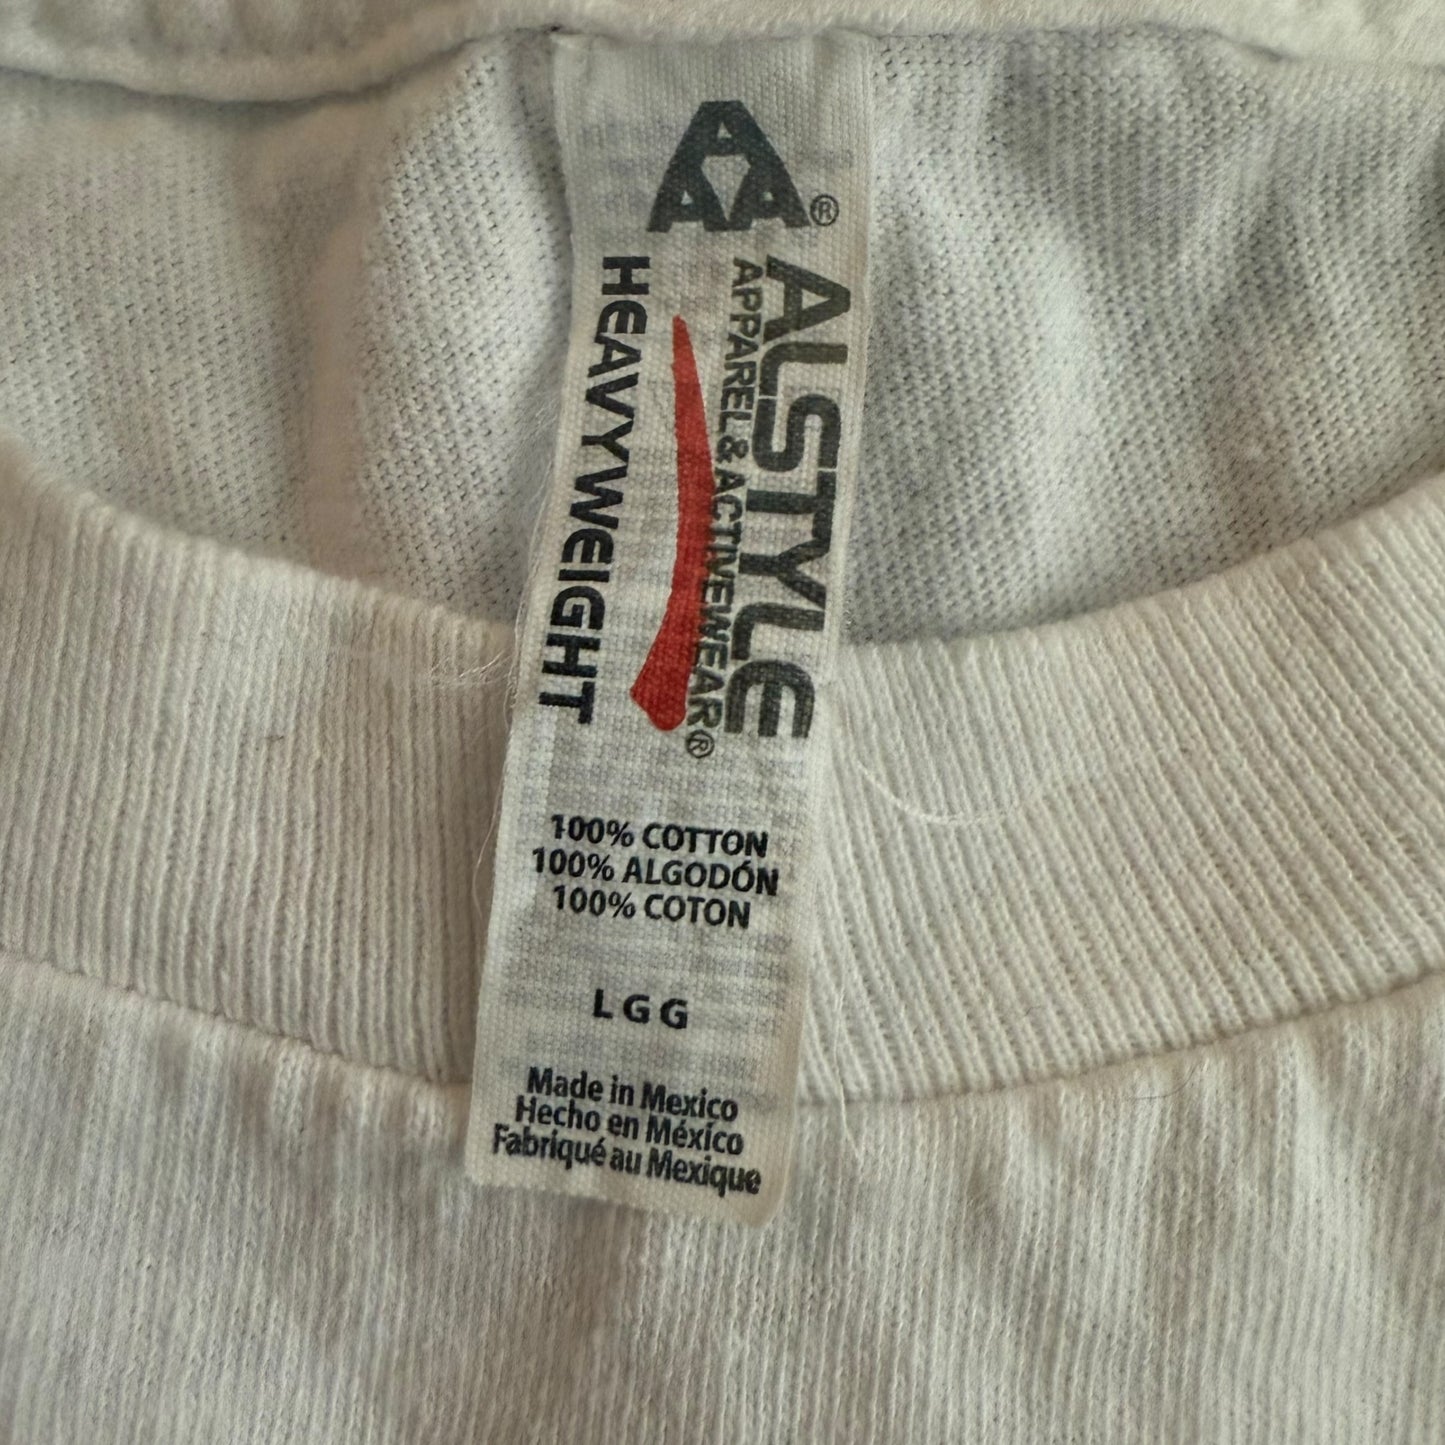 AAA®
ALSTYLE
APPAREL & ACTIVEWEAR®
HEAVYWEIGHT
100% COTTON
100% ALGODÓN
100% COTON
L G G
Made in Mexico
Hecho en México
Fabriqué au Mexique